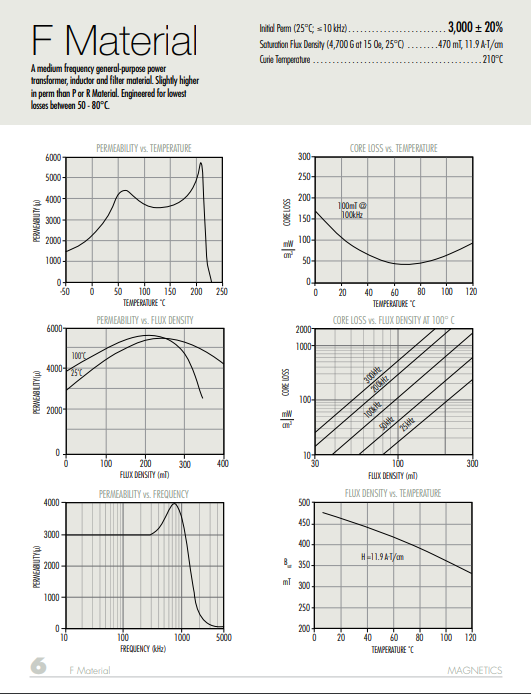 F Material
A medium frequency general-purpose power
transformer, inductor and filter material. Slightly higher
in perm than P or R Material. Engineered for lowest
losses between 50 - 80°C.
Initial Perm (25°C; ≤ 10 kHz) . . . . . . . . . . . . . . . . . . . . . . 3,000 ± 20%
Saturation Flux Density (4,700 G at 15 Oe, 25°C) . . . . . . . . 470 mT, 11.9 A·T/cm
Curie Temperature . . . . . . . . . . . . . . . . . . . . . . . . . . . . . . . . . . 210°C
PERMEABILITY vs. TEMPERATURE
6000
5000
4000
3000
2000
1000
0
PERMEABILITY (µ)
-50 0 50 100 150 200 250
TEMPERATURE °C
CORE LOSS vs. TEMPERATURE
300
250
200
150
100
50
0
CORE LOSS
mW
cm³
100mT @
100kHz
0 20 40 60 80 100 120
TEMPERATURE °C
PERMEABILITY vs. FLUX DENSITY
6000
4000
2000
0
PERMEABILITY(µ)
100°C
25°C
0 100 200 300 400
FLUX DENSITY (mT)
CORE LOSS vs. FLUX DENSITY AT 100° C
2000
1000
100
10
CORE LOSS
mW
cm³
300kHz
200kHz
100kHz
50kHz
25kHz
30 100 300
FLUX DENSITY (mT)
PERMEABILITY vs. FREQUENCY
4000
3000
2000
1000
0
PERMEABILITY(µ)
10 100 1000 5000
FREQUENCY (kHz)
FLUX DENSITY vs. TEMPERATURE
500
450
400
350
300
250
200
B
m
mT
H =11.9 A·T/cm
0 20 40 60 80 100 120
TEMPERATURE °C
6 F Material
MAGNETICS